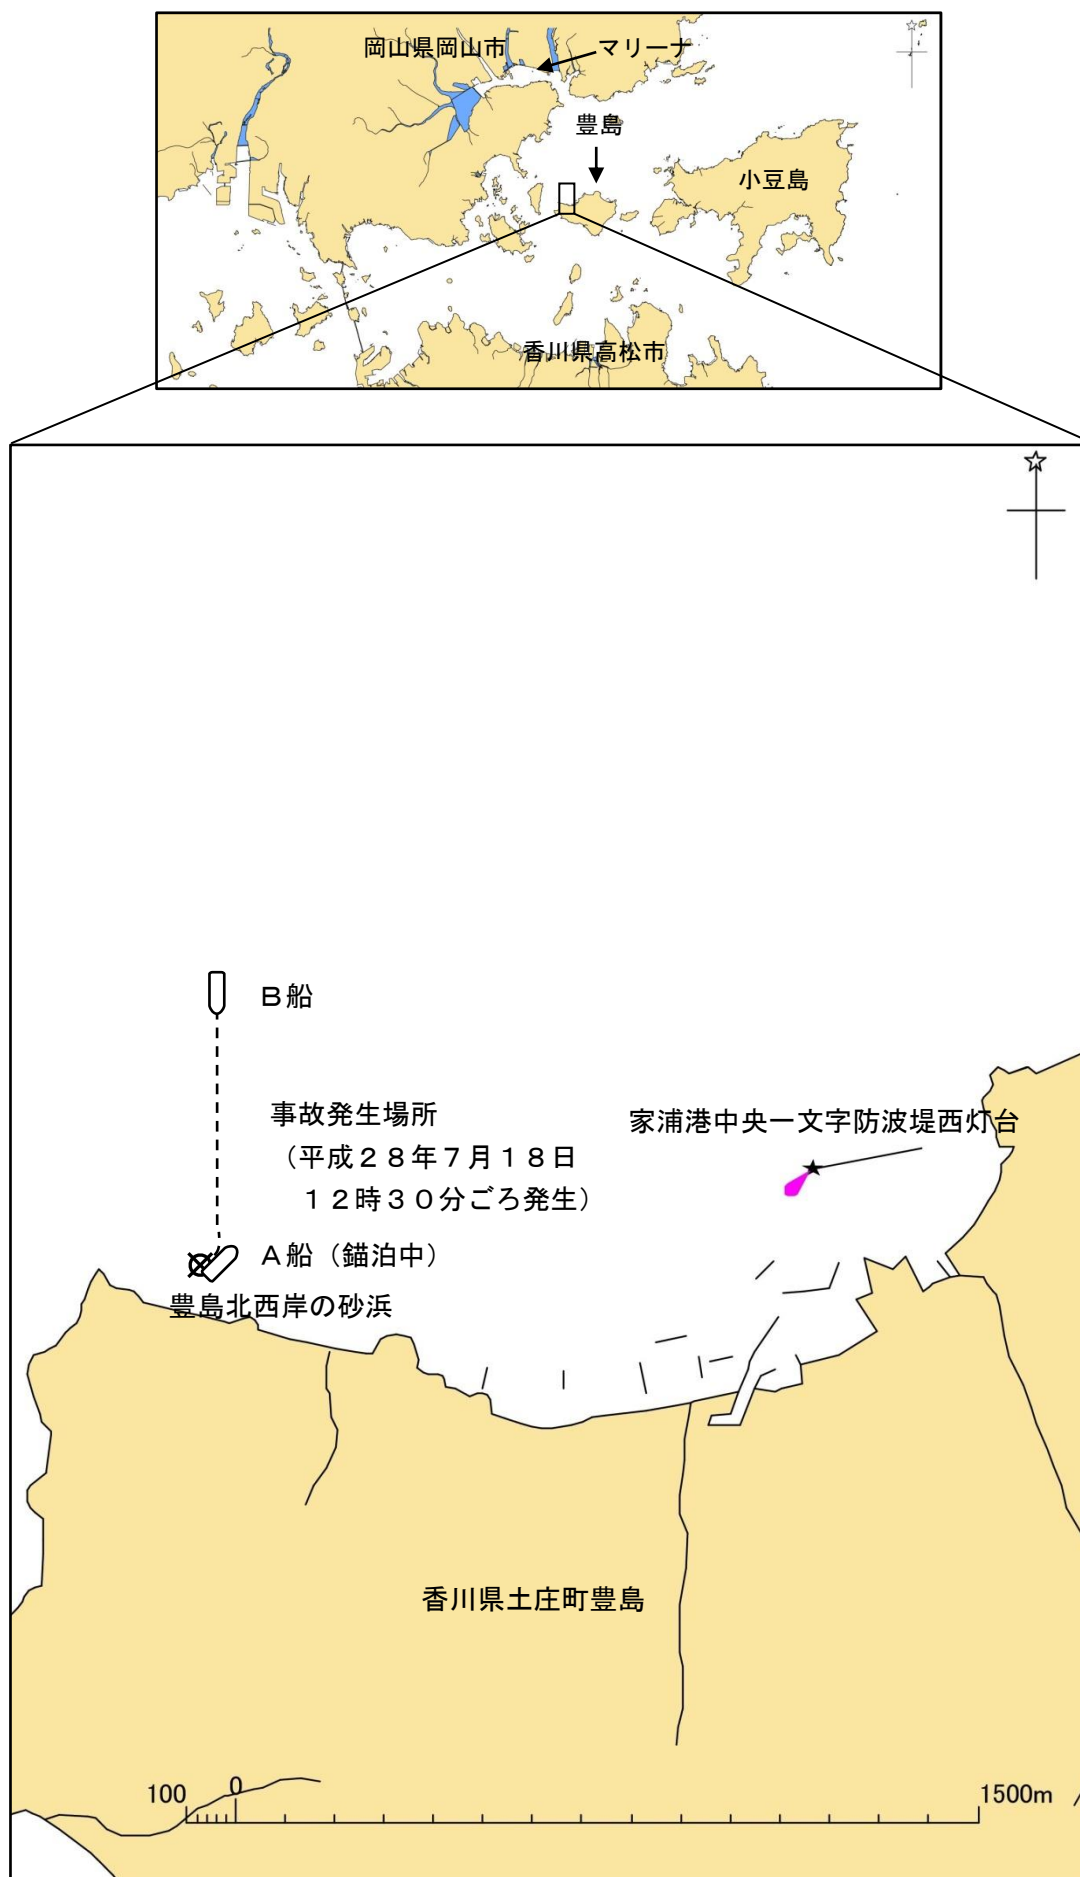 岡山県岡山市
マリーナ
豊島
小豆島
香川県高松市
B船
事故発生場所
（平成２８年７月１８日
１２時３０分ごろ発生）
家浦港中央一文字防波堤西灯台
A船（錨泊中）
豊島北西岸の砂浜
香川県土庄町豊島
100 0 1500m